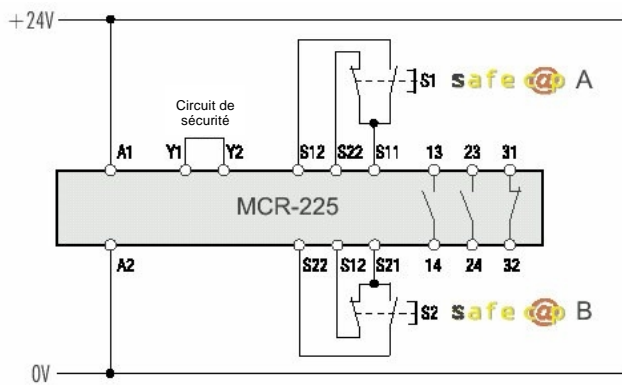 +24V
S1 safe c@p A
Circuit de
sécurité
A1 Y1 Y2 S12 S22 S11 13 23 31
MCR-225
A2 S22 S12 S21 14 24 32
S2 safe c@p B
0V